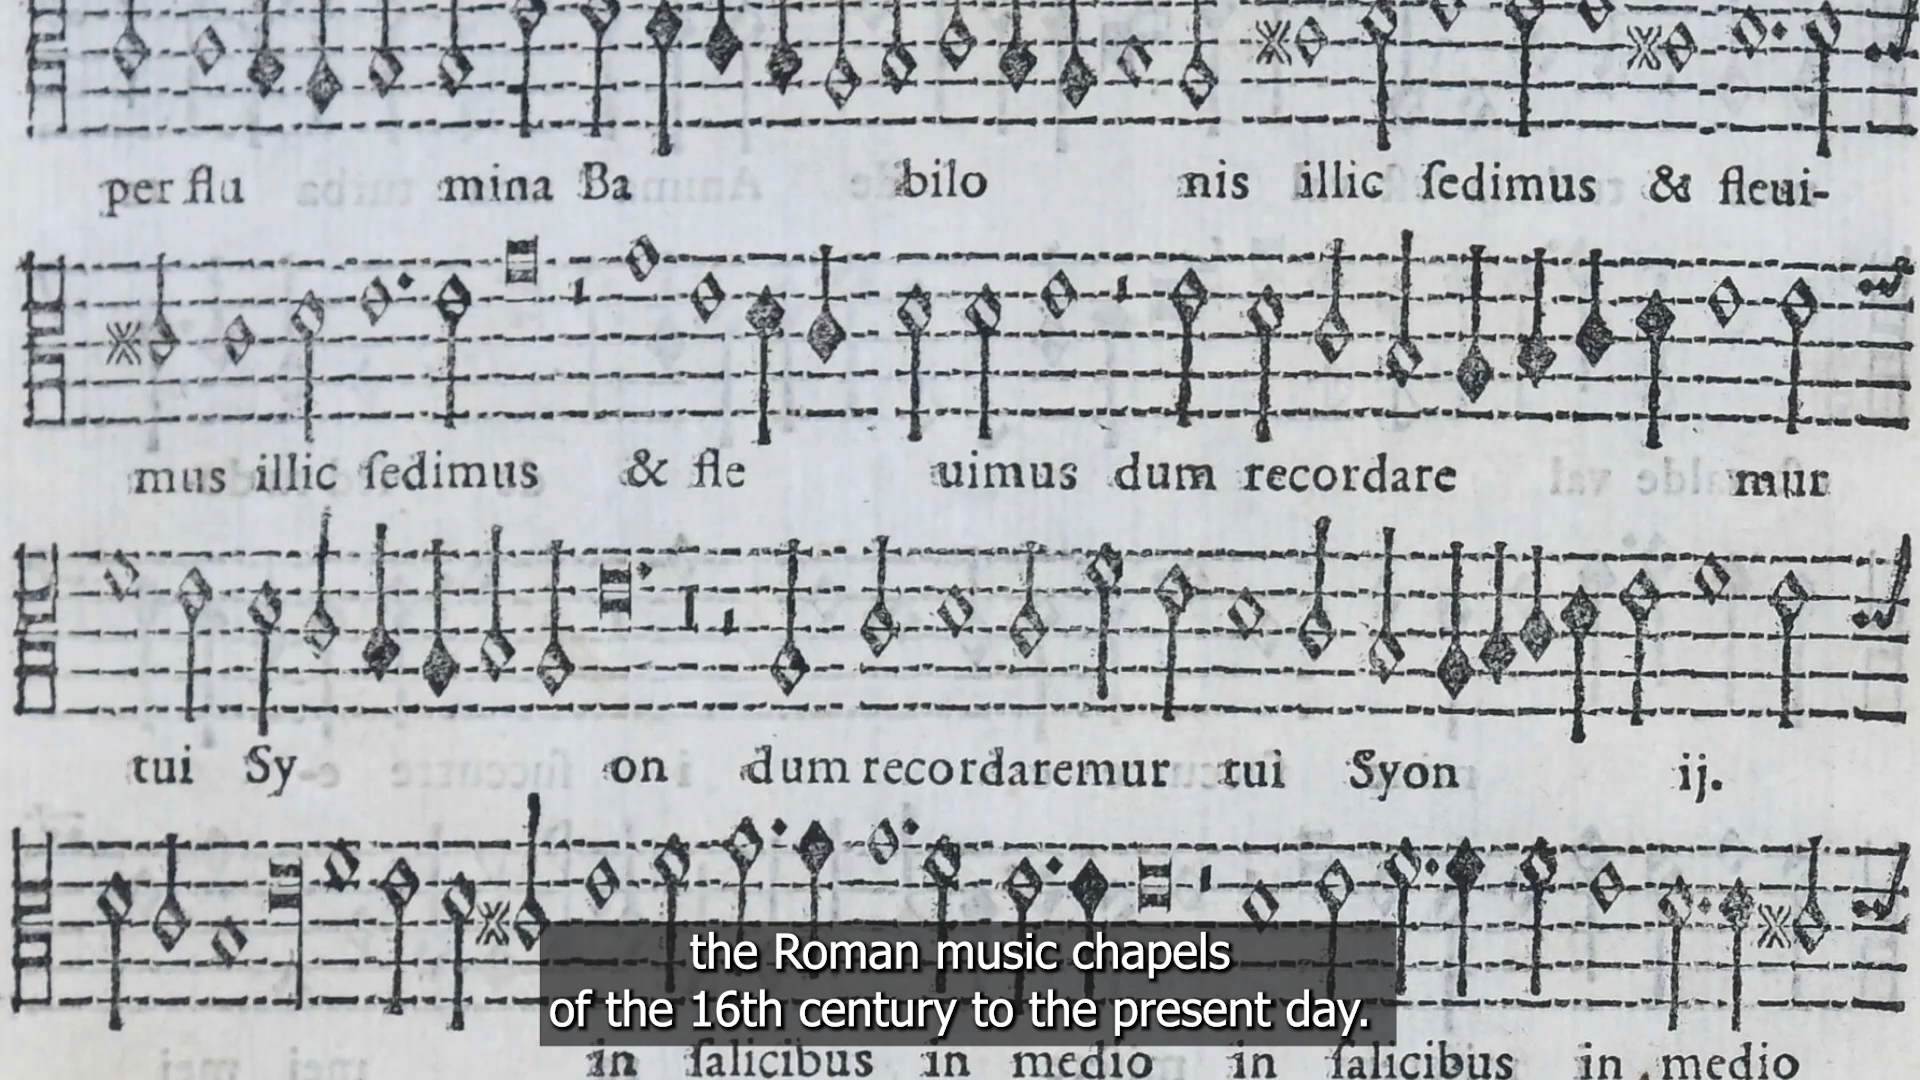 per flu mina Ba bilo nis illic ſedimus & fleui-
mus illic ſedimus & fle uimus dum recordare mur
tui Sy on dum recordaremur tui Syon ij.
the Roman music chapels
of the 16th century to the present day.
in ſalicibus in medio in ſalicibus in medio